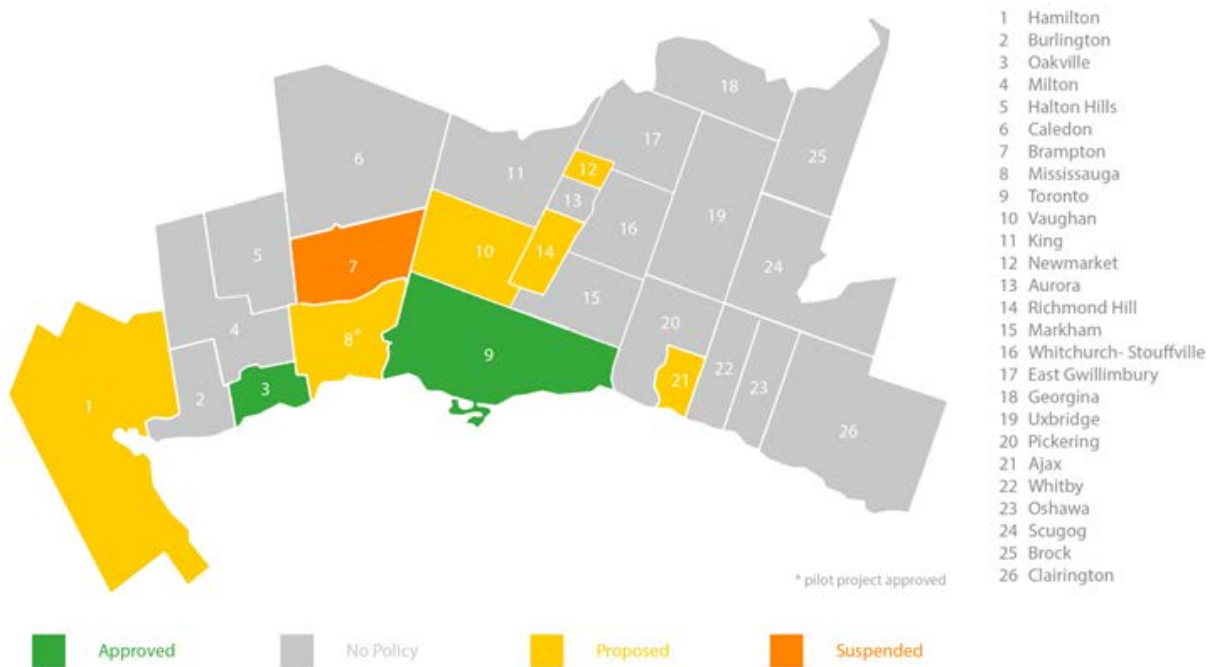 18
17
6
25
12
11
13
19
16
5
14
10
7
24
15
20
4
8*
9
22
21
23
3
2
1
26
* pilot project approved
1 Hamilton
2 Burlington
3 Oakville
4 Milton
5 Halton Hills
6 Caledon
7 Brampton
8 Mississauga
9 Toronto
10 Vaughan
11 King
12 Newmarket
13 Aurora
14 Richmond Hill
15 Markham
16 Whitchurch- Stouffville
17 East Gwillimbury
18 Georgina
19 Uxbridge
20 Pickering
21 Ajax
22 Whitby
23 Oshawa
24 Scugog
25 Brock
26 Clairington
Approved
No Policy
Proposed
Suspended